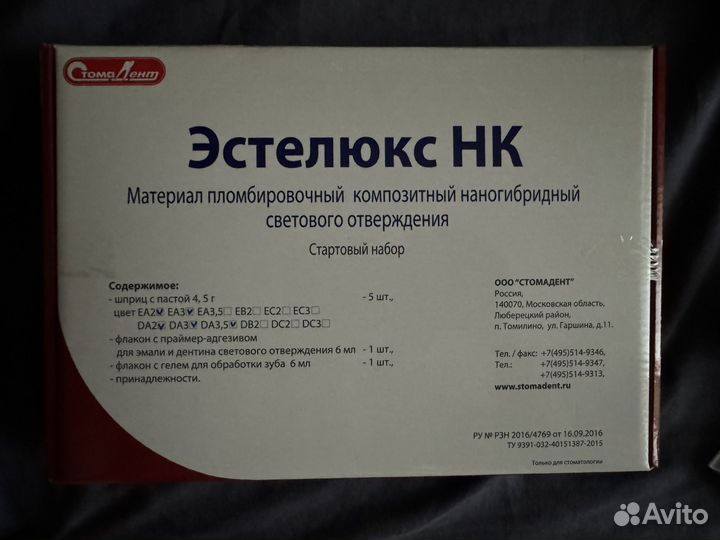 СтомаДент
Эстелюкс НК
Материал пломбировочный композитный наногибридный
светового отверждения
Стартовый набор
Содержимое:
- шприц с пастой 4, 5 г - 5 шт.,
цвет EA2☑ EA3☑ EA3,5☐ EB2☐ EC2☐ EC3☐
DA2☑ DA3☑ DA3,5☑ DB2☐ DC2☐ DC3☐
- флакон с праймер-адгезивом
для эмали и дентина светового отверждения 6 мл - 1 шт.,
- флакон с гелем для обработки зуба 6 мл - 1 шт.,
- принадлежности.
ООО "СТОМАДЕНТ"
Россия,
140070, Московская область,
Люберецкий район,
п. Томилино, ул. Гаршина, д.11.
Тел. / факс: +7(495)514-9346,
Тел.: +7(495)514-9347,
+7(495)514-9313,
www.stomadent.ru
РУ № РЗН 2016/4769 от 16.09.2016
ТУ 9391-032-40151387-2015
Только для стоматологии
Avito